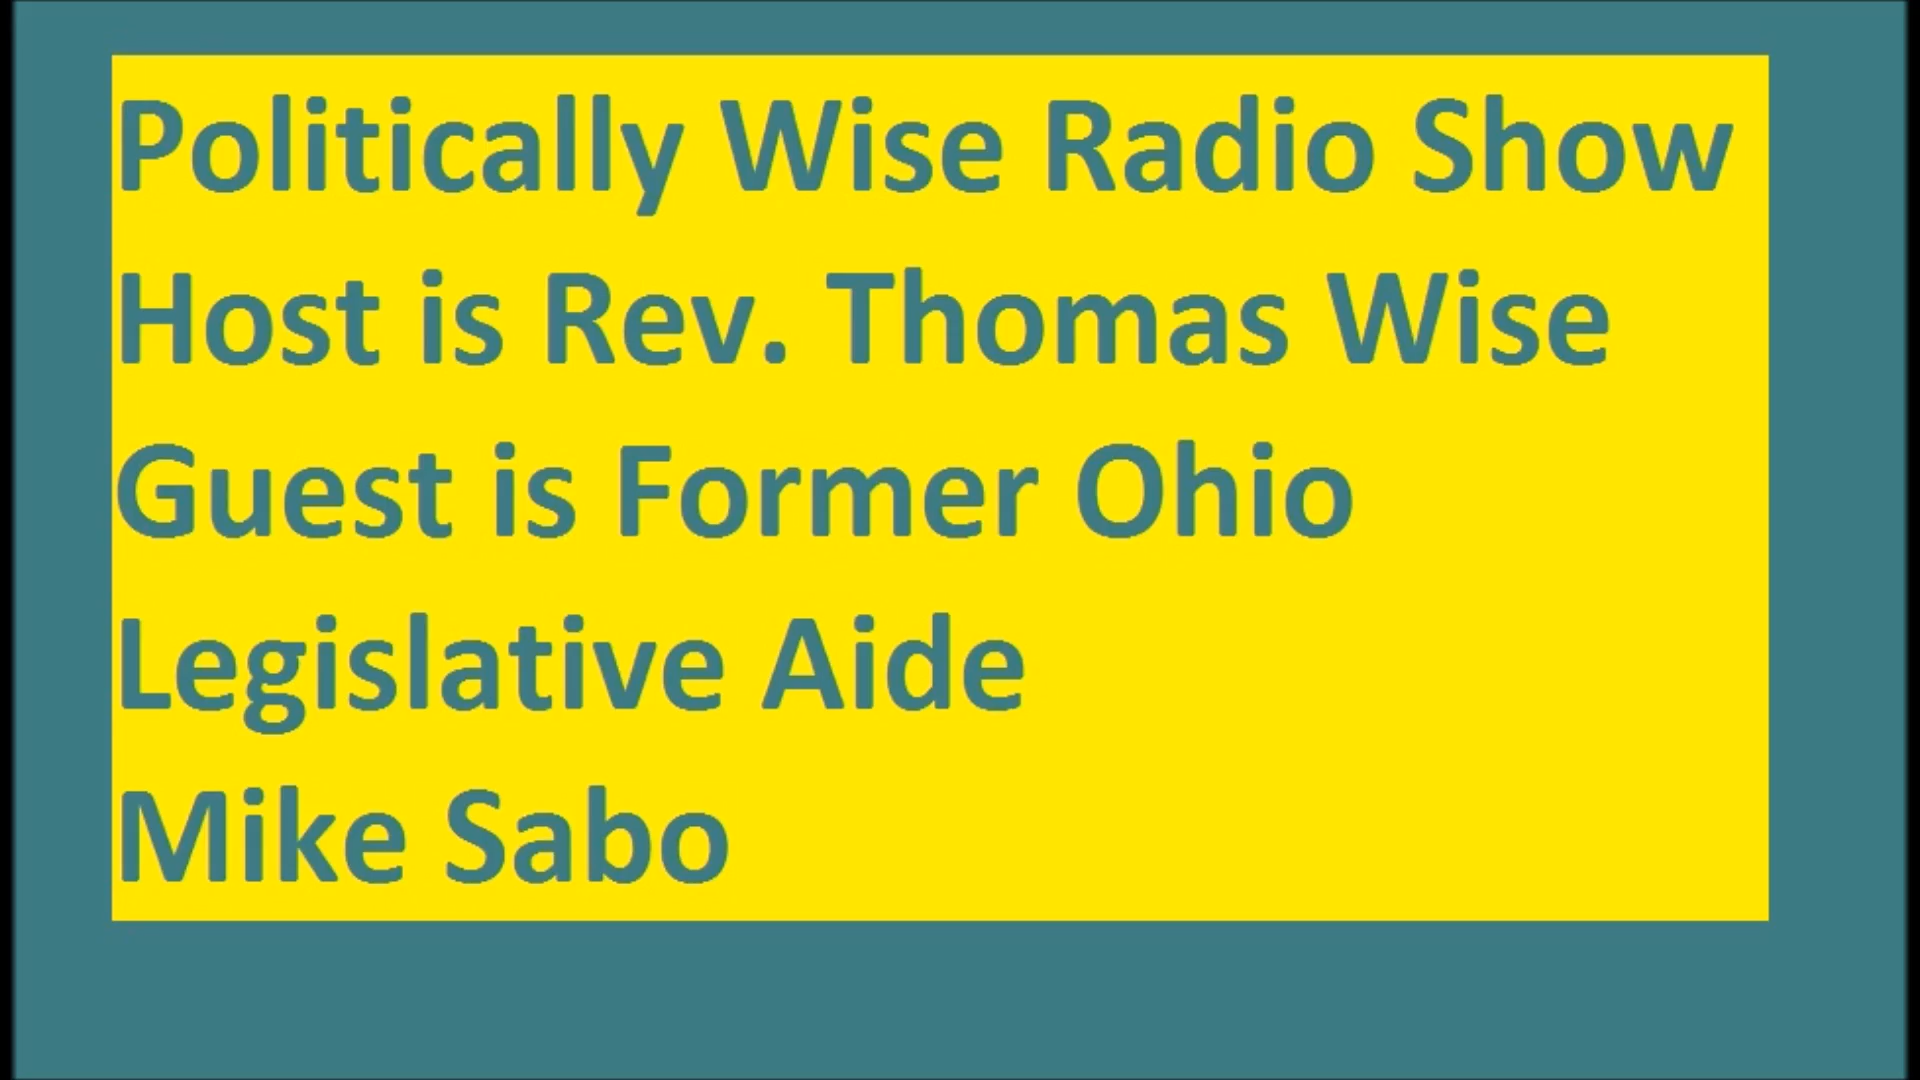 Politically Wise Radio Show
Host is Rev. Thomas Wise
Guest is Former Ohio
Legislative Aide
Mike Sabo